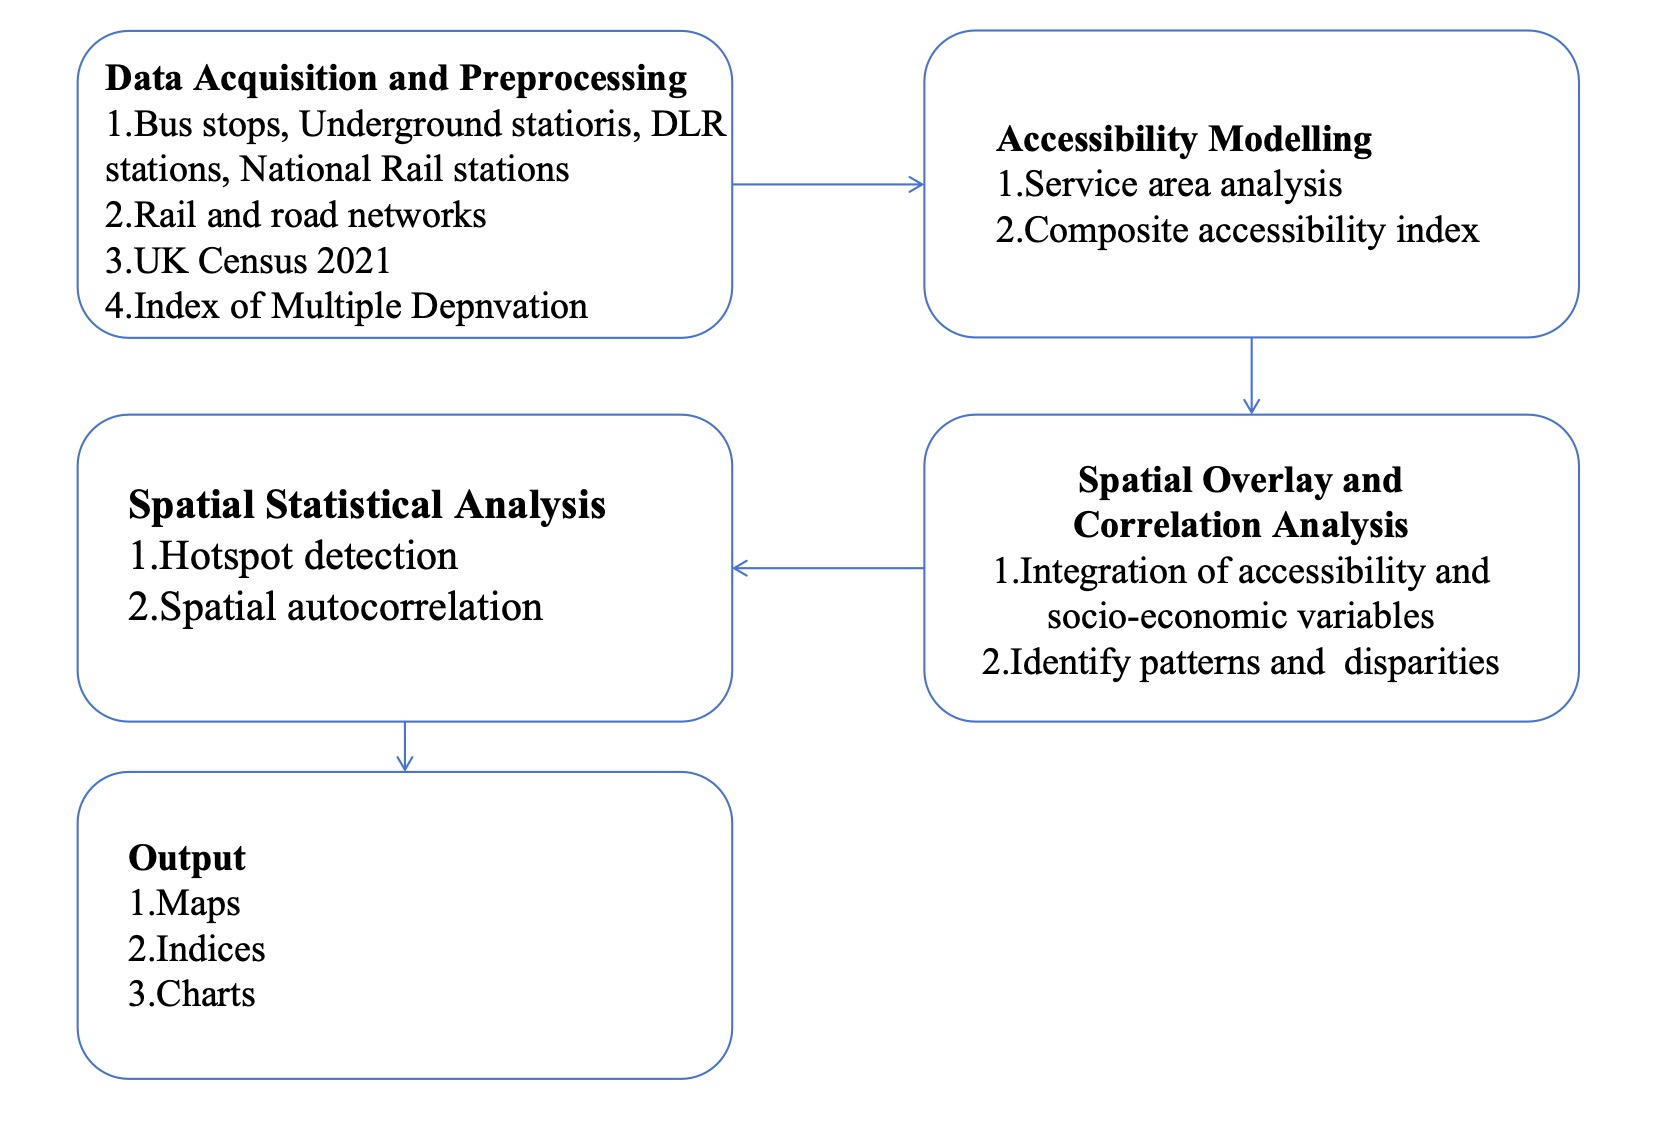 Data Acquisition and Preprocessing
1.Bus stops, Underground statioris, DLR
stations, National Rail stations
2.Rail and road networks
3.UK Census 2021
4.Index of Multiple Depnvation
Accessibility Modelling
1.Service area analysis
2.Composite accessibility index
Spatial Overlay and
Correlation Analysis
1.Integration of accessibility and
socio-economic variables
2.Identify patterns and  disparities
Spatial Statistical Analysis
1.Hotspot detection
2.Spatial autocorrelation
Output
1.Maps
2.Indices
3.Charts